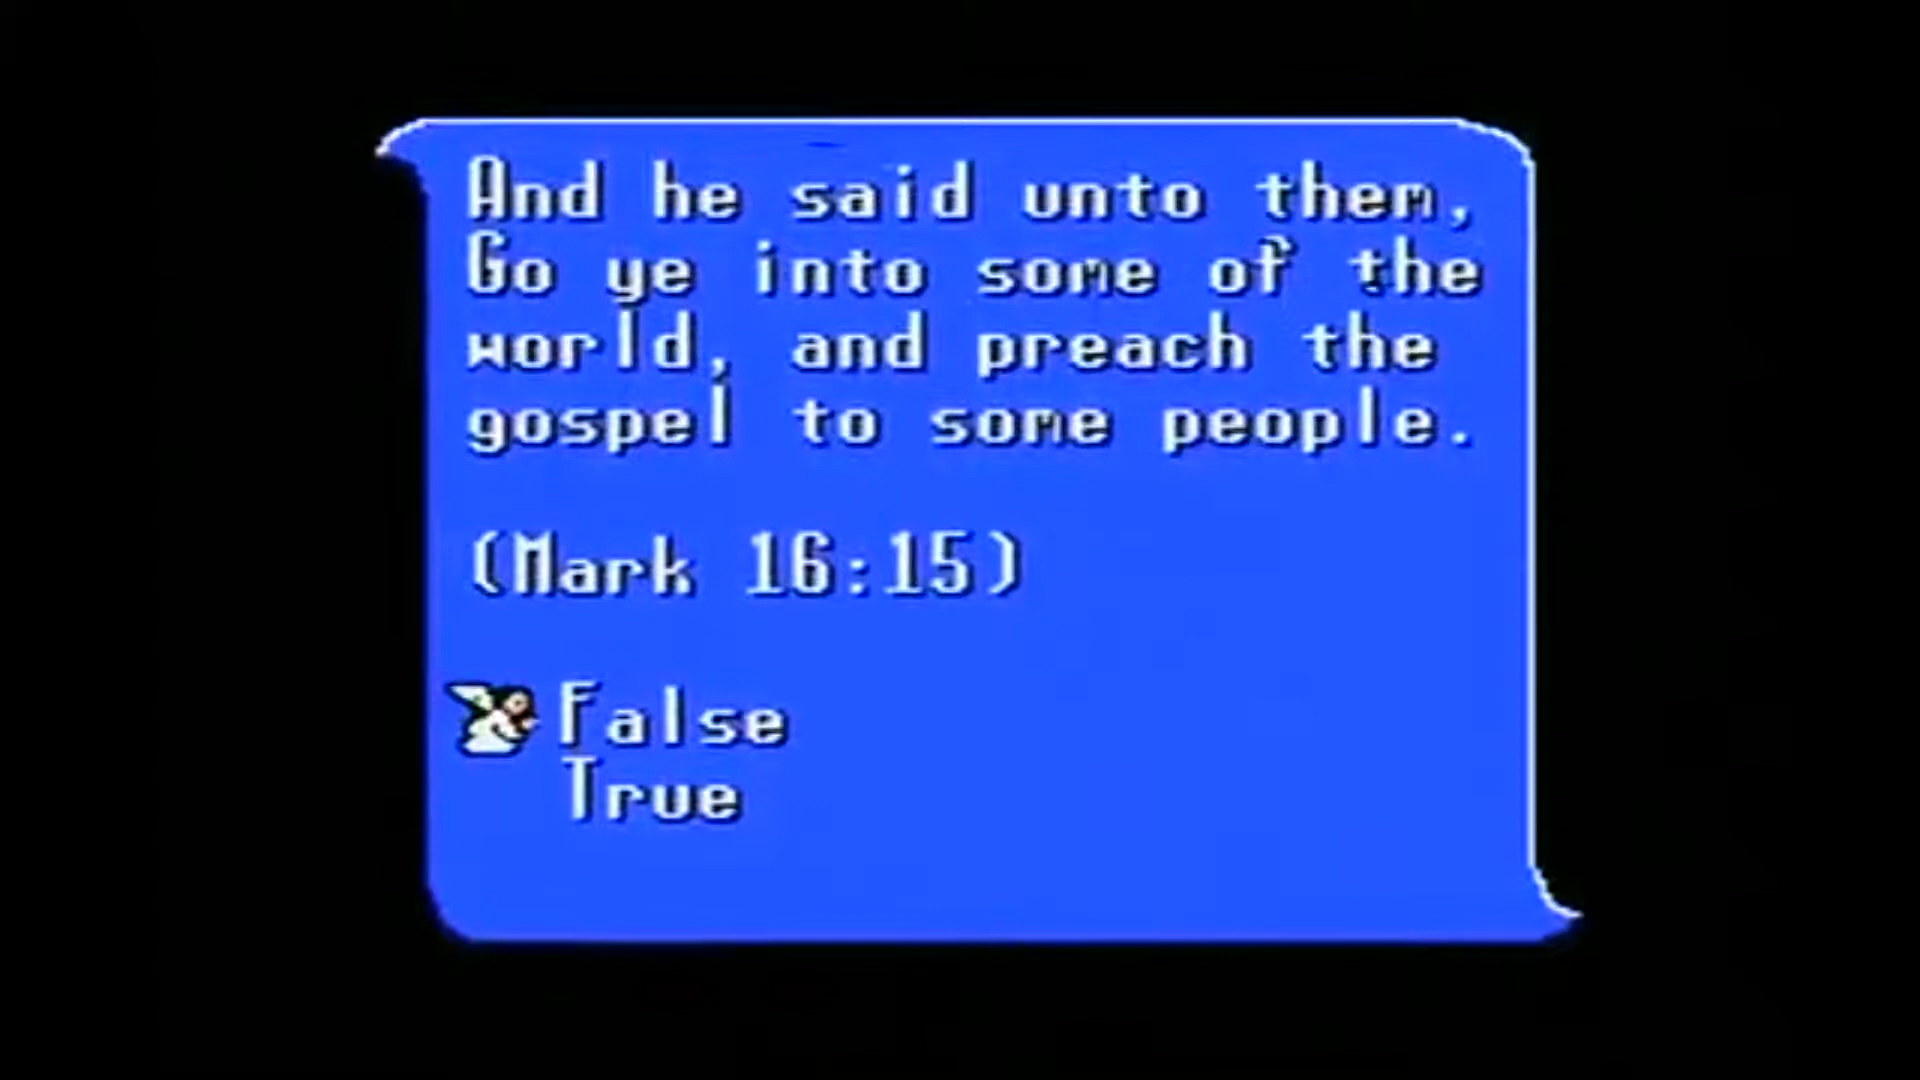 And he said unto them,
Go ye into some of the
world, and preach the
gospel to some people.
(Mark 16:15)
False
True